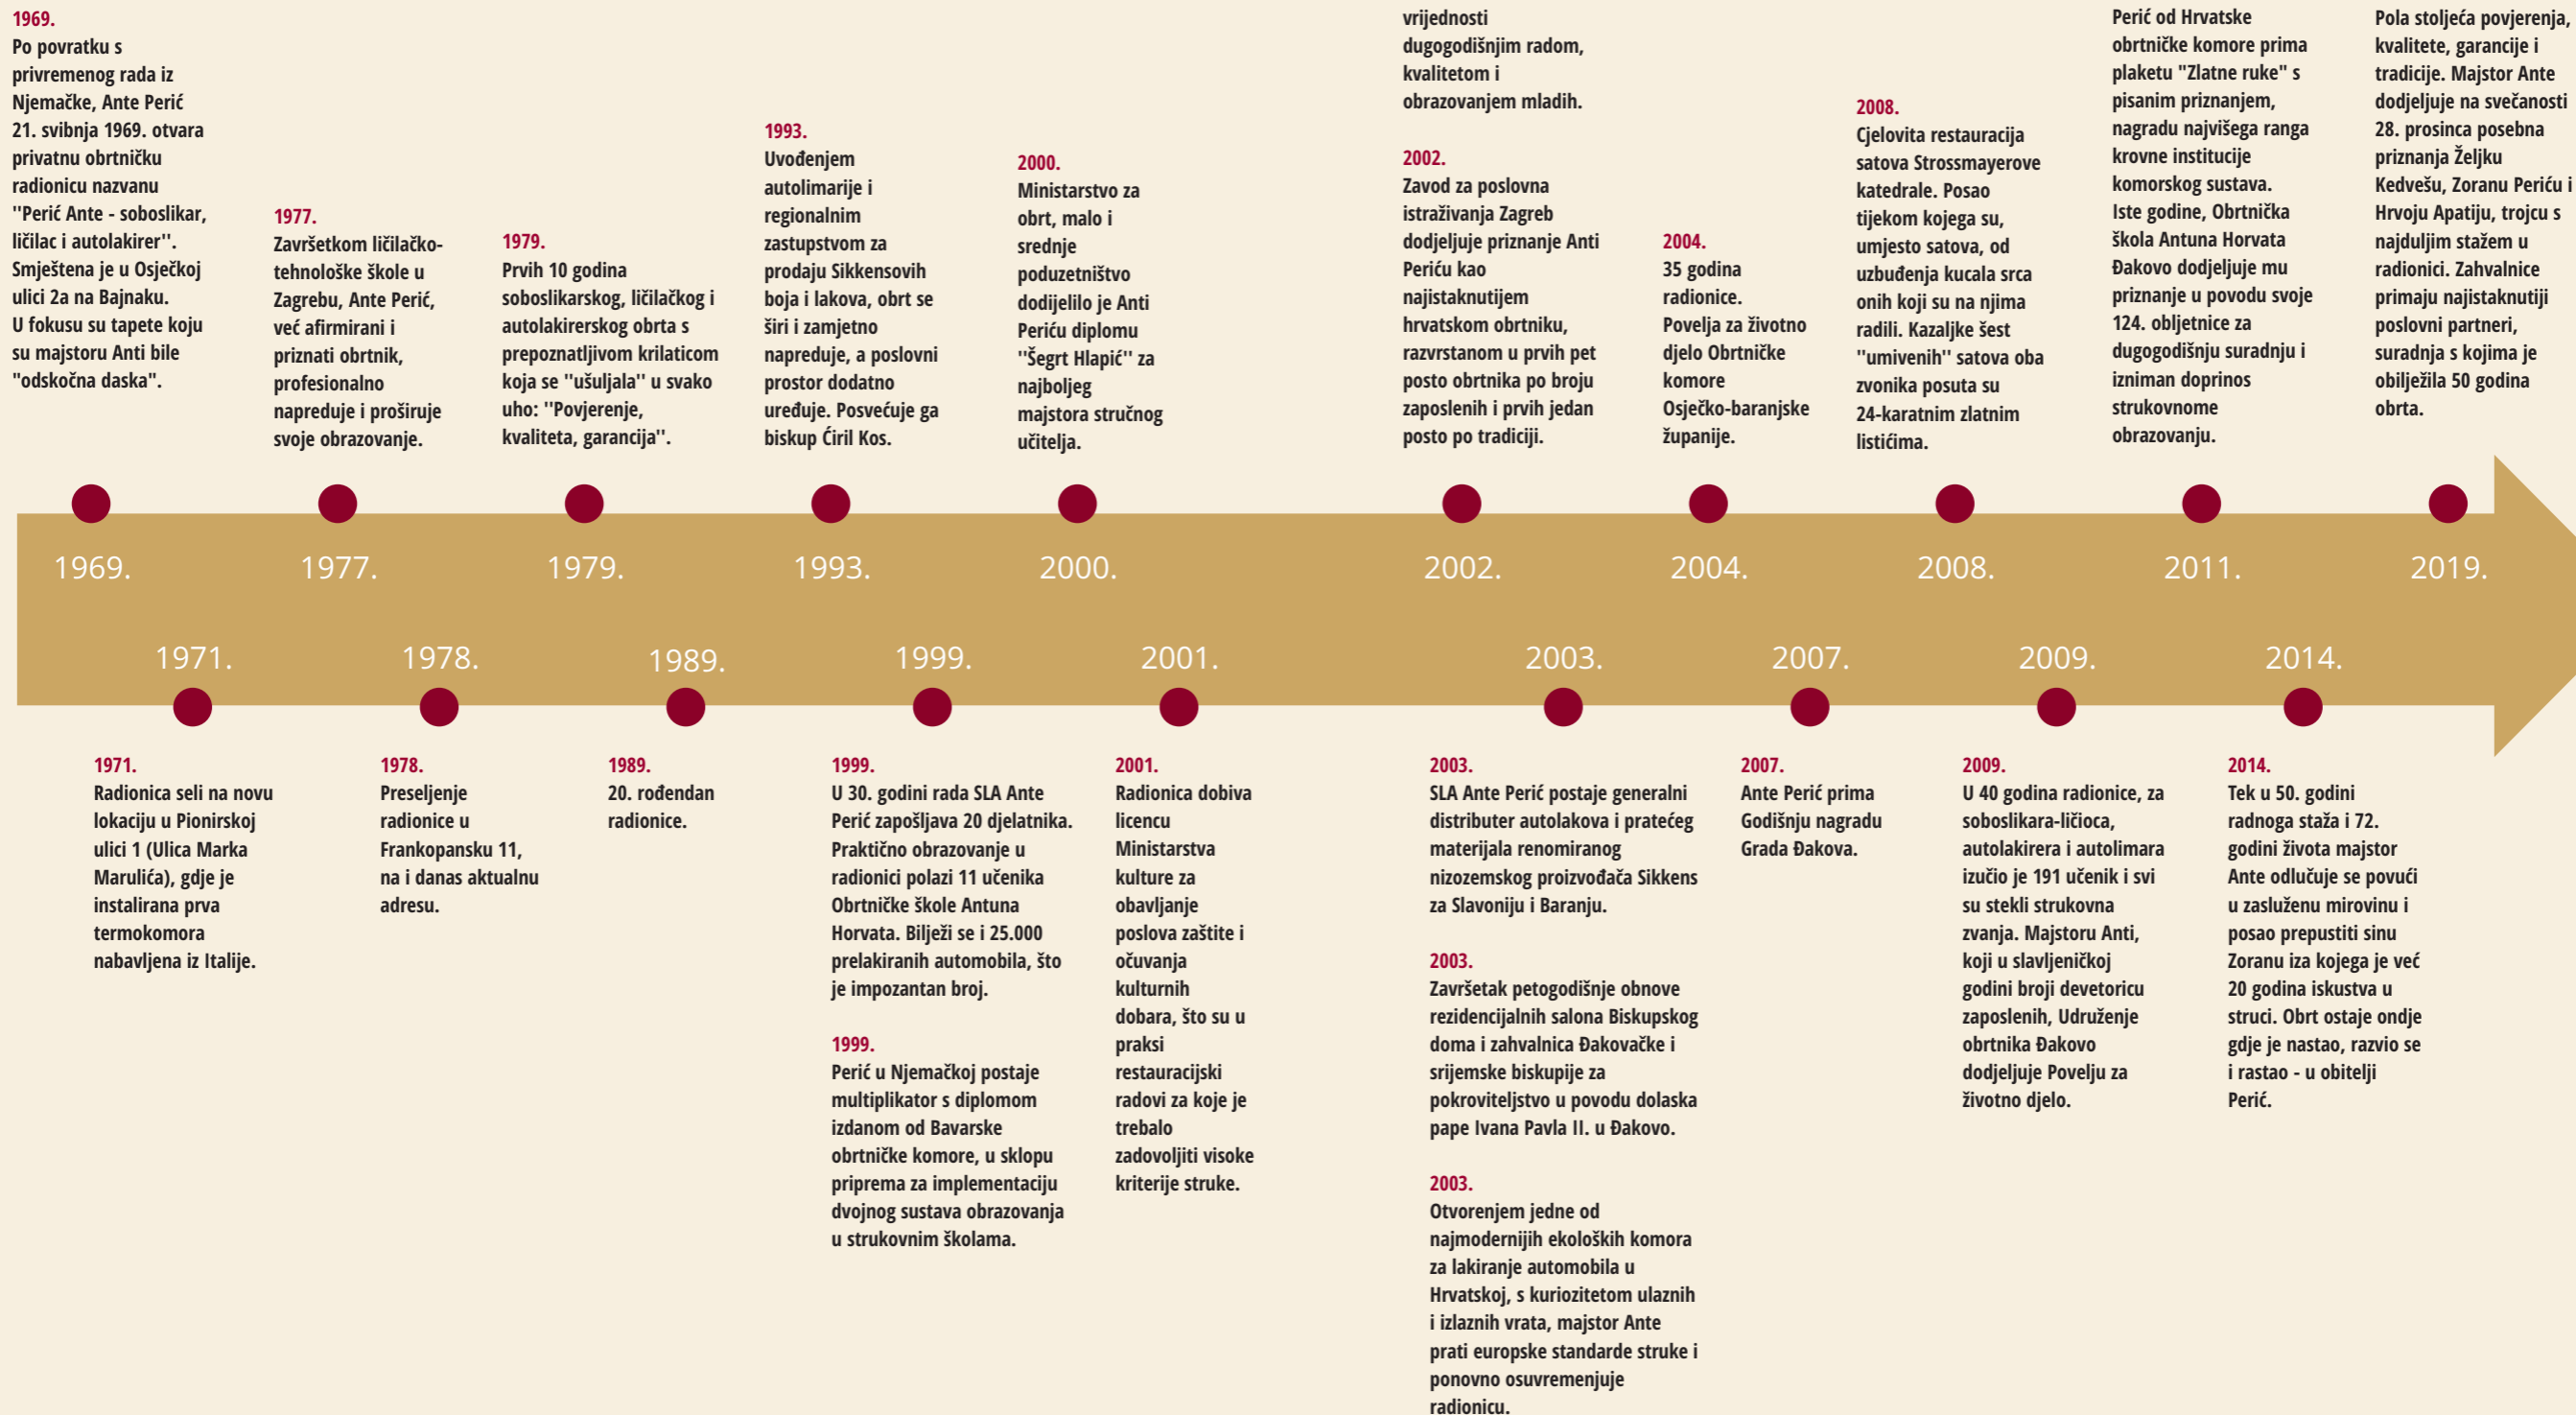 1969.
Po povratku s
privremenog rada iz
Njemačke, Ante Perić
21. svibnja 1969. otvara
privatnu obrtničku
radionicu nazvanu
''Perić Ante - soboslikar,
ličilac i autolakirer''.
Smještena je u Osječkoj
ulici 2a na Bajnaku.
U fokusu su tapete koju
su majstoru Anti bile
"odskočna daska".
1977.
Završetkom ličilačko-
tehnološke škole u
Zagrebu, Ante Perić,
već afirmirani i
priznati obrtnik,
profesionalno
napreduje i proširuje
svoje obrazovanje.
1979.
Prvih 10 godina
soboslikarskog, ličilačkog i
autolakirerskog obrta s
prepoznatljivom krilaticom
koja se ''ušuljala'' u svako
uho: ''Povjerenje,
kvaliteta, garancija''.
1993.
Uvođenjem
autolimarije i
regionalnim
zastupstvom za
prodaju Sikkensovih
boja i lakova, obrt se
širi i zamjetno
napreduje, a poslovni
prostor dodatno
uređuje. Posvećuje ga
biskup Ćiril Kos.
2000.
Ministarstvo za
obrt, malo i
srednje
poduzetništvo
dodijelilo je Anti
Periću diplomu
''Šegrt Hlapić'' za
najboljeg
majstora stručnog
učitelja.
vrijednosti
dugogodišnjim radom,
kvalitetom i
obrazovanjem mladih.
2002.
Zavod za poslovna
istraživanja Zagreb
dodjeljuje priznanje Anti
Periću kao
najistaknutijem
hrvatskom obrtniku,
razvrstanom u prvih pet
posto obrtnika po broju
zaposlenih i prvih jedan
posto po tradiciji.
2004.
35 godina
radionice.
Povelja za životno
djelo Obrtničke
komore
Osječko-baranjske
županije.
2008.
Cjelovita restauracija
satova Strossmayerove
katedrale. Posao
tijekom kojega su,
umjesto satova, od
uzbuđenja kucala srca
onih koji su na njima
radili. Kazaljke šest
''umivenih'' satova oba
zvonika posuta su
24-karatnim zlatnim
listićima.
Perić od Hrvatske
obrtničke komore prima
plaketu "Zlatne ruke" s
pisanim priznanjem,
nagradu najvišega ranga
krovne institucije
komorskog sustava.
Iste godine, Obrtnička
škola Antuna Horvata
Đakovo dodjeljuje mu
priznanje u povodu svoje
124. obljetnice za
dugogodišnju suradnju i
izniman doprinos
strukovnome
obrazovanju.
Pola stoljeća povjerenja,
kvalitete, garancije i
tradicije. Majstor Ante
dodjeljuje na svečanosti
28. prosinca posebna
priznanja Željku
Kedvešu, Zoranu Periću i
Hrvoju Apatiju, trojcu s
najduljim stažem u
radionici. Zahvalnice
primaju najistaknutiji
poslovni partneri,
suradnja s kojima je
obilježila 50 godina
obrta.
1969. 1977. 1979. 1993. 2000. 2002. 2004. 2008. 2011. 2019.
1971. 1978. 1989. 1999. 2001. 2003. 2007. 2009. 2014.
1971.
Radionica seli na novu
lokaciju u Pionirskoj
ulici 1 (Ulica Marka
Marulića), gdje je
instalirana prva
termokomora
nabavljena iz Italije.
1978.
Preseljenje
radionice u
Frankopansku 11,
na i danas aktualnu
adresu.
1989.
20. rođendan
radionice.
1999.
U 30. godini rada SLA Ante
Perić zapošljava 20 djelatnika.
Praktično obrazovanje u
radionici polazi 11 učenika
Obrtničke škole Antuna
Horvata. Bilježi se i 25.000
prelakiranih automobila, što
je impozantan broj.
1999.
Perić u Njemačkoj postaje
multiplikator s diplomom
izdanom od Bavarske
obrtničke komore, u sklopu
priprema za implementaciju
dvojnog sustava obrazovanja
u strukovnim školama.
2001.
Radionica dobiva
licencu
Ministarstva
kulture za
obavljanje
poslova zaštite i
očuvanja
kulturnih
dobara, što su u
praksi
restauracijski
radovi za koje je
trebalo
zadovoljiti visoke
kriterije struke.
2003.
SLA Ante Perić postaje generalni
distributer autolakova i pratećeg
materijala renomiranog
nizozemskog proizvođača Sikkens
za Slavoniju i Baranju.
2003.
Završetak petogodišnje obnove
rezidencijalnih salona Biskupskog
doma i zahvalnica Đakovačke i
srijemske biskupije za
pokroviteljstvo u povodu dolaska
pape Ivana Pavla II. u Đakovo.
2003.
Otvorenjem jedne od
najmodernijih ekoloških komora
za lakiranje automobila u
Hrvatskoj, s kuriozitetom ulaznih
i izlaznih vrata, majstor Ante
prati europske standarde struke i
ponovno osuvremenjuje
radionicu.
2007.
Ante Perić prima
Godišnju nagradu
Grada Đakova.
2009.
U 40 godina radionice, za
soboslikara-ličioca,
autolakirera i autolimara
izučio je 191 učenik i svi
su stekli strukovna
zvanja. Majstoru Anti,
koji u slavljeničkoj
godini broji devetoricu
zaposlenih, Udruženje
obrtnika Đakovo
dodjeljuje Povelju za
životno djelo.
2014.
Tek u 50. godini
radnoga staža i 72.
godini života majstor
Ante odlučuje se povući
u zasluženu mirovinu i
posao prepustiti sinu
Zoranu iza kojega je već
20 godina iskustva u
struci. Obrt ostaje ondje
gdje je nastao, razvio se
i rastao - u obitelji
Perić.